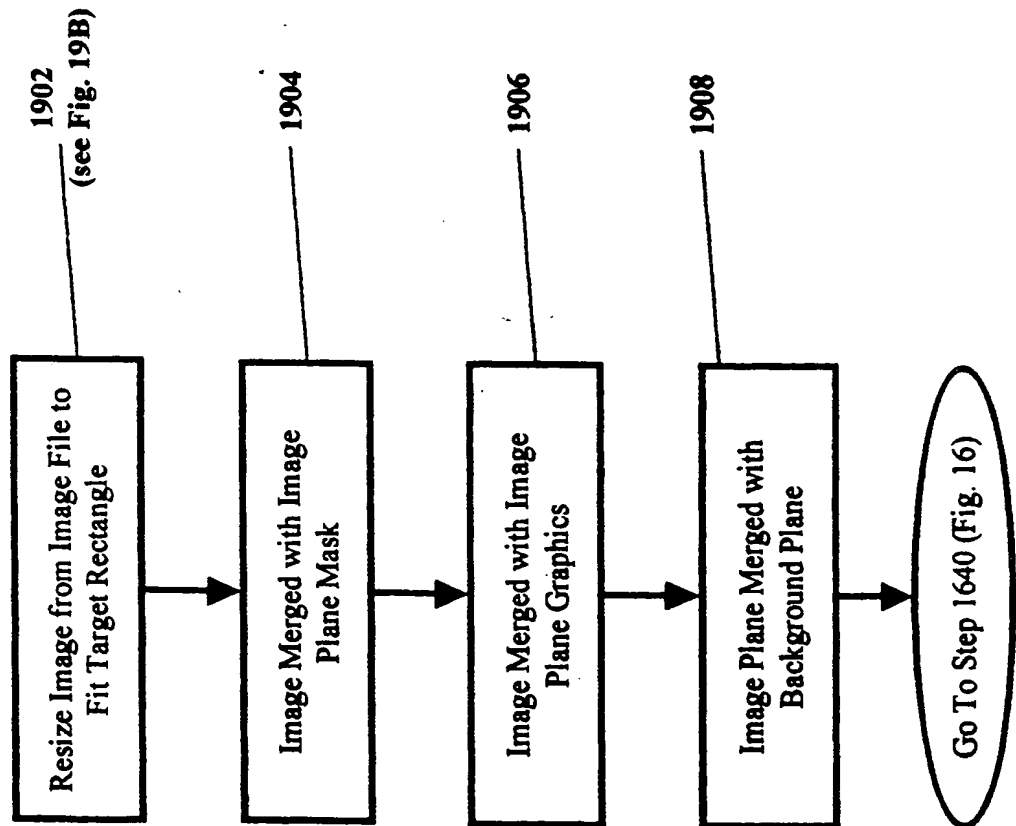 Resize Image from Image File to
Fit Target Rectangle
1902
(see Fig. 19B)
Image Merged with Image
Plane Mask
1904
Image Merged with Image
Plane Graphics
1906
Image Plane Merged with
Background Plane
1908
Go To Step 1640 (Fig. 16)